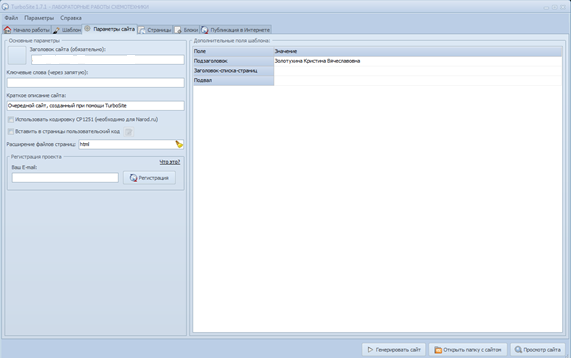 TurboSite 1.7.1 - ЛАБОРАТОРНЫЕ РАБОТЫ СХЕМОТЕХНИКА
Файл Параметры Справка
Начало работы Шаблон Параметры сайта Страницы Блоки Публикация в Интернете
Основные параметры
Заголовок сайта (обязательно):
Ключевые слова (через запятую):
Краткое описание сайта:
Очередной сайт, созданный при помощи TurboSite
Использовать кодировку CP1251 (необходимо для Narod.ru)
Вставить в страницы пользовательский код
Расширение файлов страниц: html
Регистрация проекта
Что это?
Ваш E-mail:
Регистрация
Дополнительные поля шаблона:
Поле Значение
Подзаголовок Золотухина Кристина Вячеславовна
Заголовок-списка-страниц
Подвал
Генерировать сайт Открыть папку с сайтом Просмотр сайта